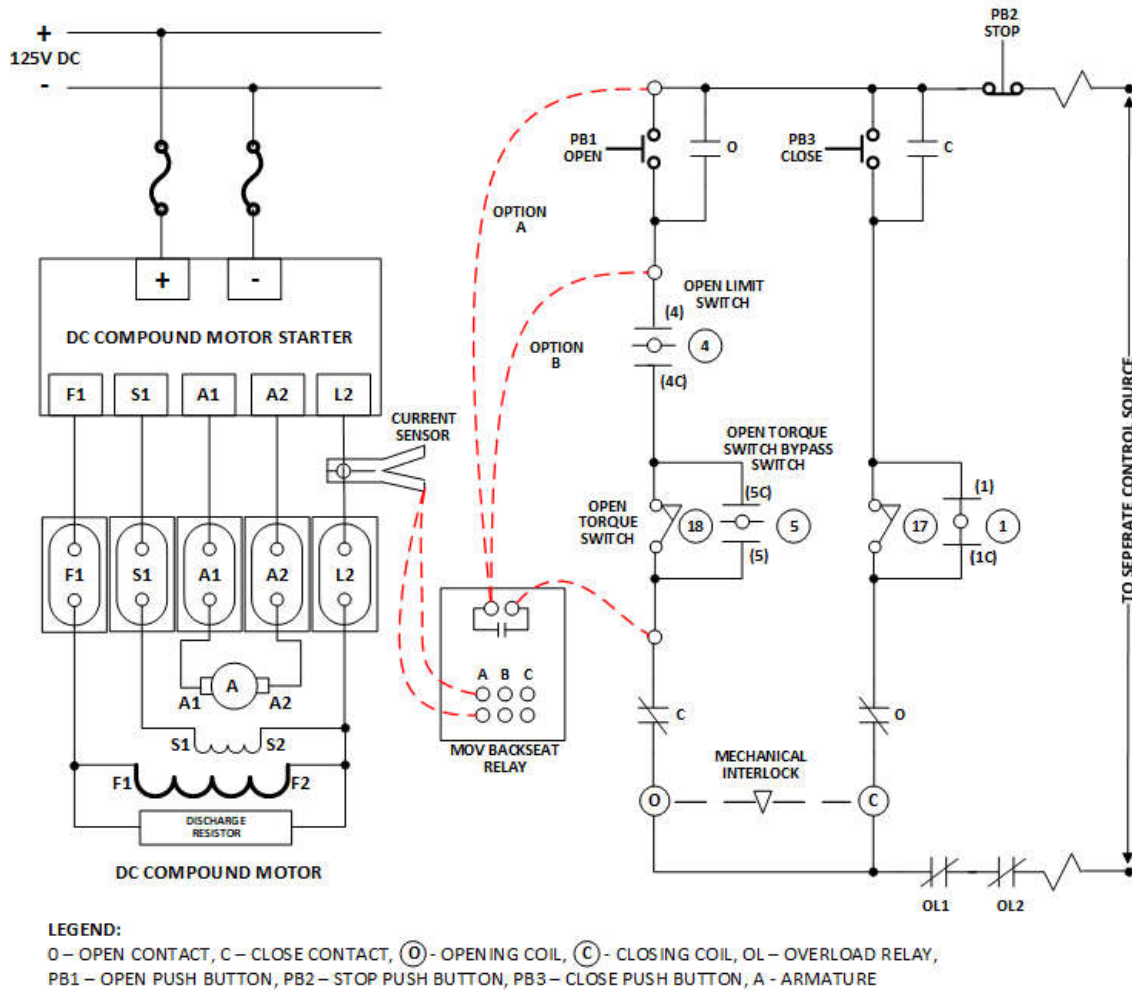 +
125V DC
-
PB2
STOP
PB1
OPEN
O
PB3
CLOSE
C
OPTION
A
OPEN LIMIT
SWITCH
(4)
4
(4C)
OPTION
B
+
-
DC COMPOUND MOTOR STARTER
F1
S1
A1
A2
L2
CURRENT
SENSOR
OPEN TORQUE
SWITCH BYPASS
SWITCH
(5C)
OPEN
TORQUE
SWITCH
18
5
(5)
17
(1)
1
(1C)
TO SEPERATE CONTROL SOURCE
F1
S1
A1
A2
L2
A
A1
A2
S1
S2
F1
F2
DISCHARGE
RESISTOR
DC COMPOUND MOTOR
A B C
MOV BACKSEAT
RELAY
C
O
MECHANICAL
INTERLOCK
O
C
OL1
OL2
LEGEND:
O – OPEN CONTACT, C – CLOSE CONTACT, O - OPENING COIL, C - CLOSING COIL, OL – OVERLOAD RELAY,
PB1 – OPEN PUSH BUTTON, PB2 – STOP PUSH BUTTON, PB3 – CLOSE PUSH BUTTON, A - ARMATURE